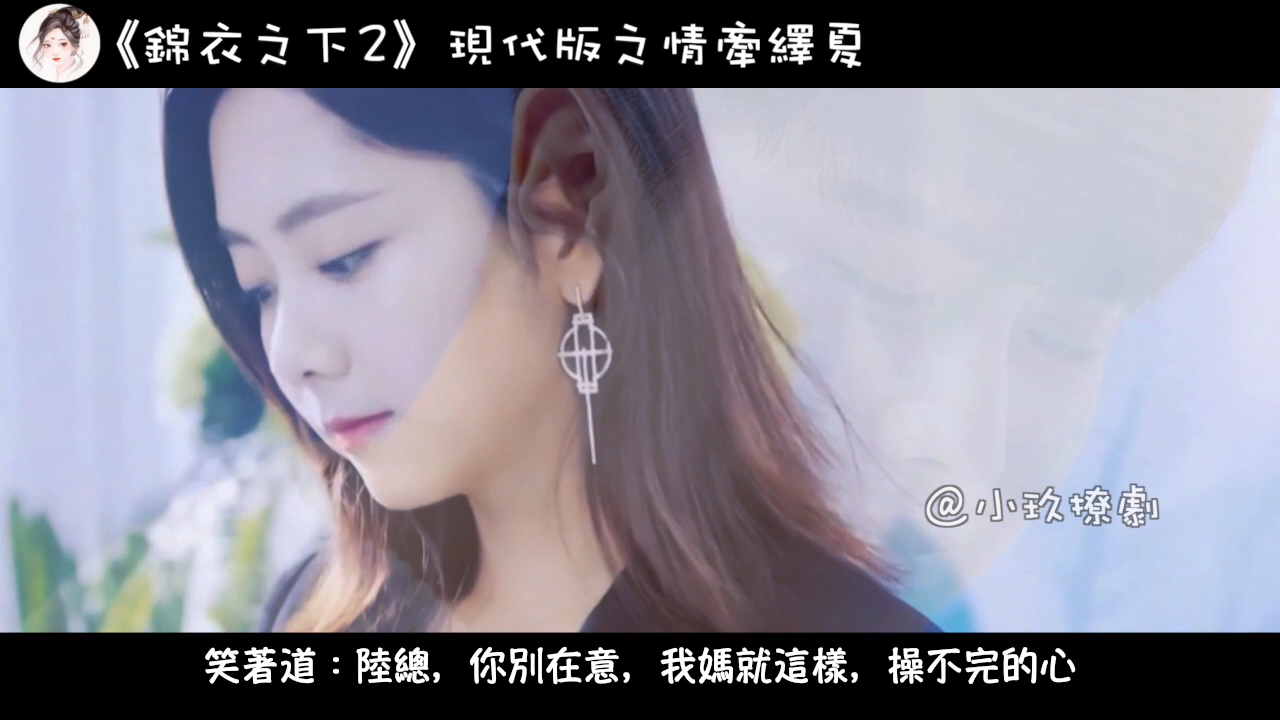 《錦衣之下2》現代版之情牽繹夏
@小玖撩劇
笑著道：陸總，你別在意，我媽就這樣，操不完的心